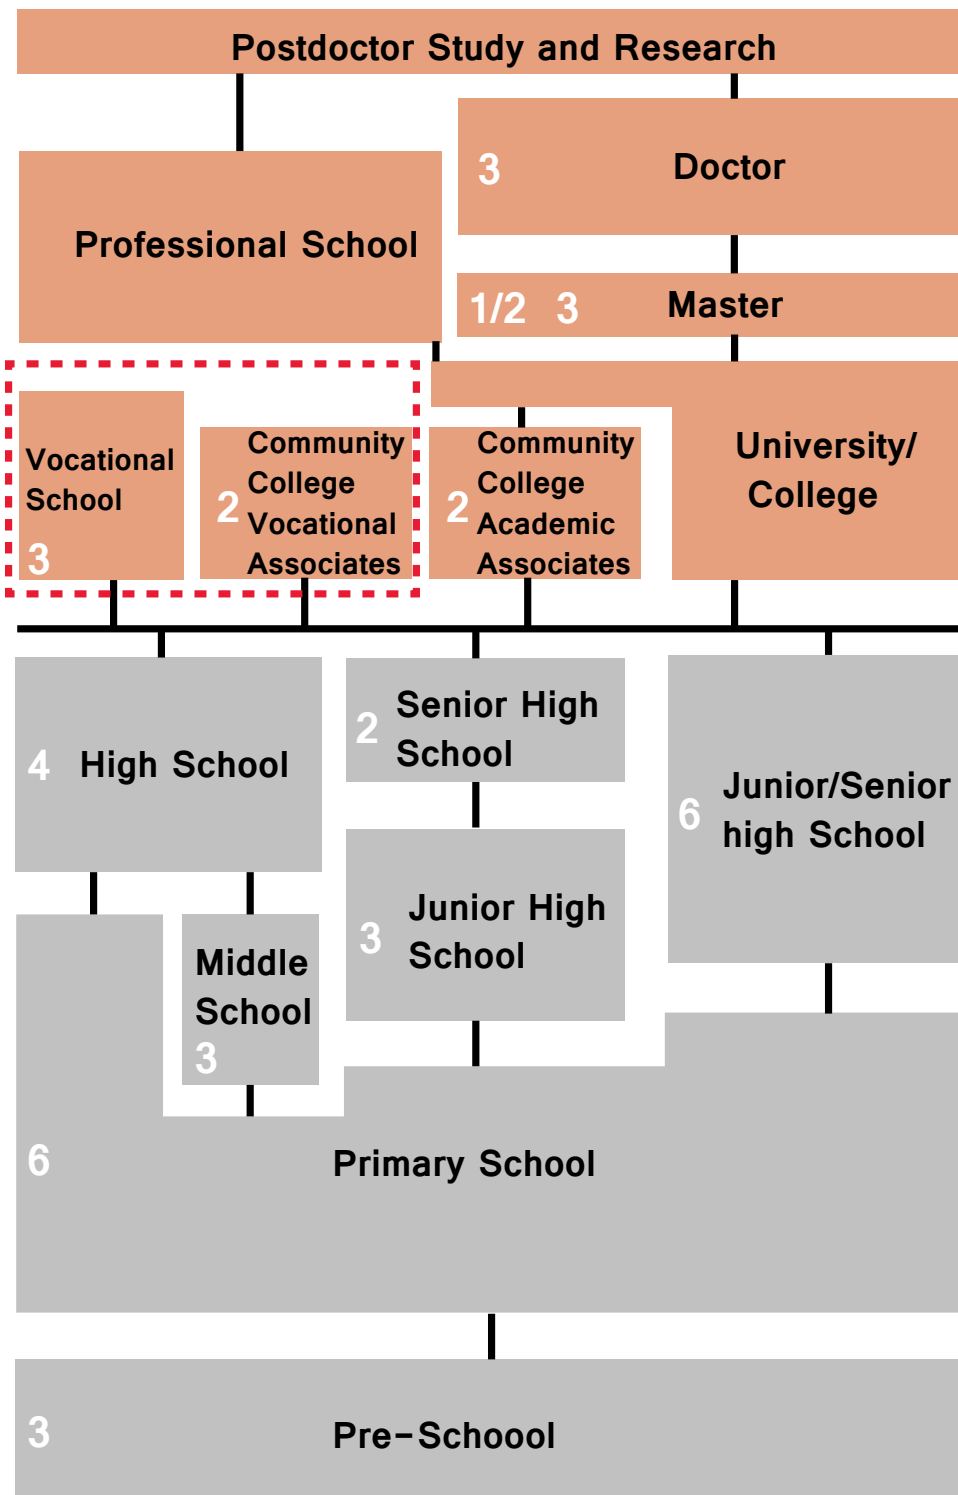 Postdoctor Study and Research
3 Doctor
Professional School
1/2 3 Master
Vocational
School
3
2
Community
College
Vocational
Associates
2
Community
College
Academic
Associates
University/
College
4 High School
2
Senior High
School
6
Junior/Senior
high School
3
Junior High
School
Middle
School
3
6 Primary School
3 Pre-Schoool